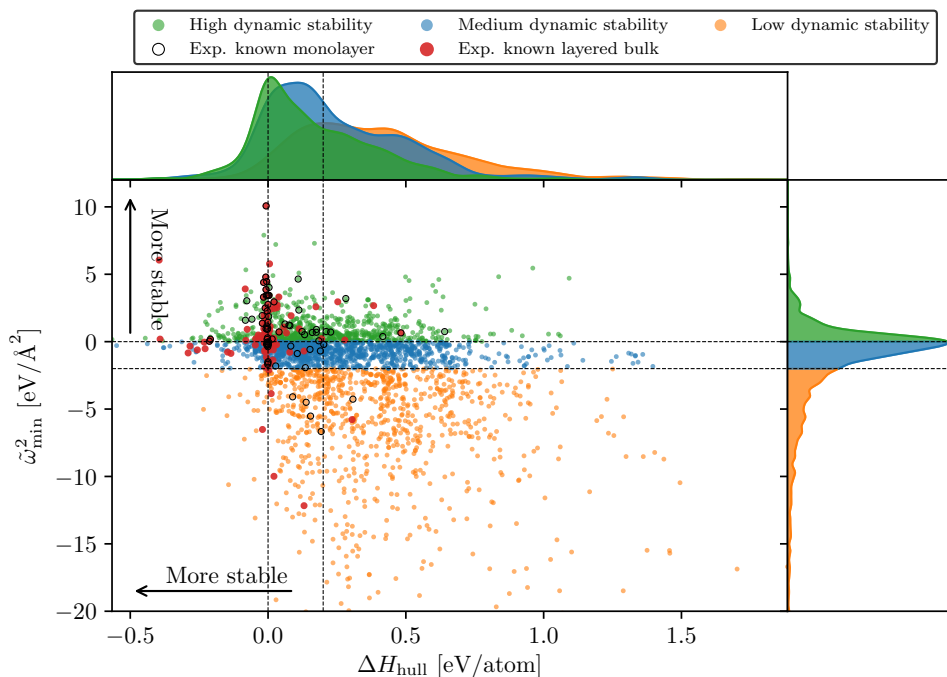 High dynamic stability Medium dynamic stability Low dynamic stability
Exp. known monolayer Exp. known layered bulk
10
5
0
−5
−10
−15
−20
ω̃²min [eV/Å²]
More stable
More stable
−0.5 0.0 0.5 1.0 1.5
ΔHhull [eV/atom]